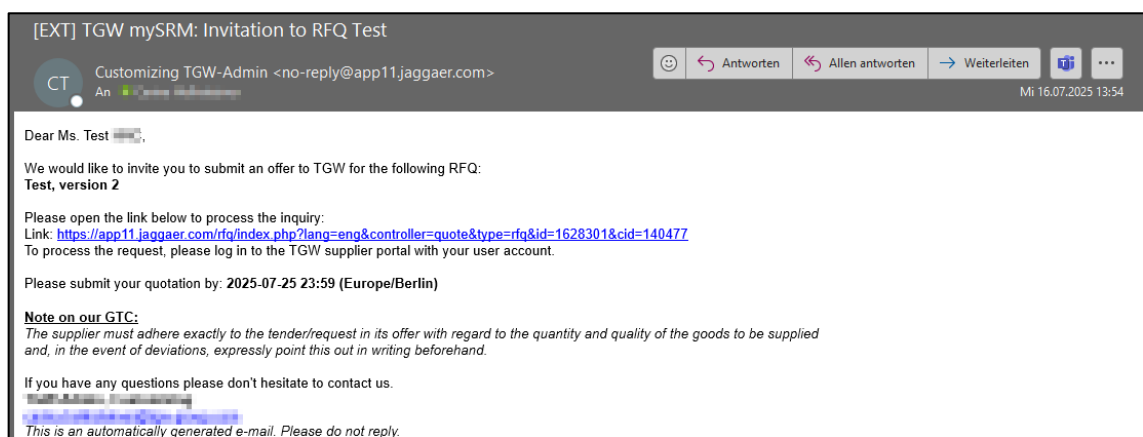 [EXT] TGW mySRM: Invitation to RFQ Test
CT
Customizing TGW-Admin <no-reply@app11.jaggaer.com>
An
Antworten
Allen antworten
Weiterleiten
Mi 16.07.2025 13:54
Dear Ms. Test ,
We would like to invite you to submit an offer to TGW for the following RFQ:
Test, version 2
Please open the link below to process the inquiry:
Link: https://app11.jaggaer.com/rfq/index.php?lang=eng&controller=quote&type=rfq&id=1628301&cid=140477
To process the request, please log in to the TGW supplier portal with your user account.
Please submit your quotation by: 2025-07-25 23:59 (Europe/Berlin)
Note on our GTC:
The supplier must adhere exactly to the tender/request in its offer with regard to the quantity and quality of the goods to be supplied
and, in the event of deviations, expressly point this out in writing beforehand.
If you have any questions please don't hesitate to contact us.
This is an automatically generated e-mail. Please do not reply.